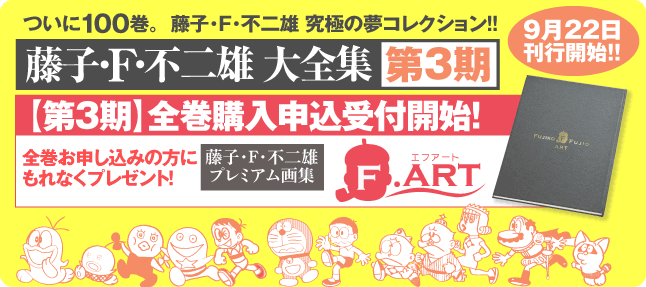 ついに100巻。 藤子・F・不二雄 究極の夢コレクション!!
藤子・F・不二雄 大全集 第3期
9月22日
刊行開始!!
【第3期】全巻購入申込受付開始!
全巻お申し込みの方に
もれなくプレゼント!
藤子・F・不二雄
プレミアム画集
エフアート
F.ART
FUJIKO F FUJIO
ART